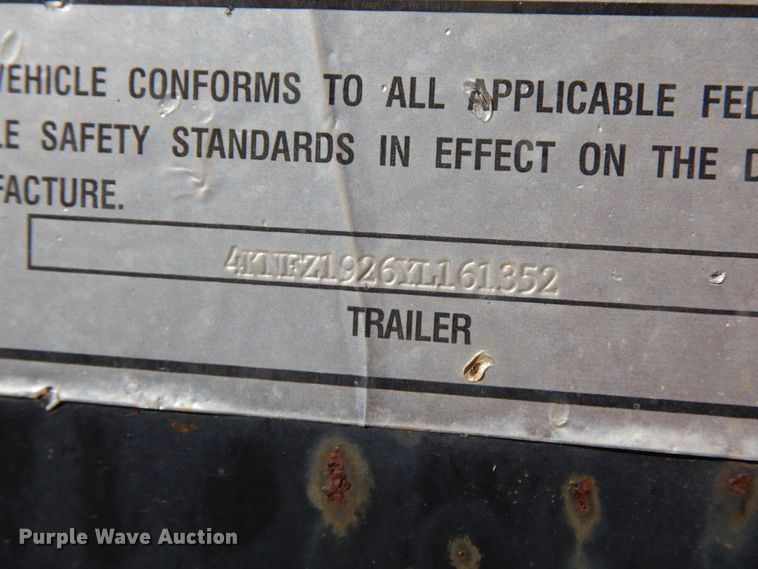 VEHICLE CONFORMS TO ALL APPLICABLE FED
LE SAFETY STANDARDS IN EFFECT ON THE D
FACTURE.
4KNFZ1926YL161352
TRAILER
Purple Wave Auction